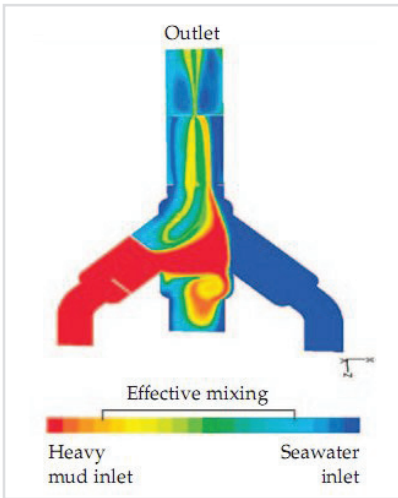 Outlet
Effective mixing
Heavy
mud inlet
Seawater
inlet